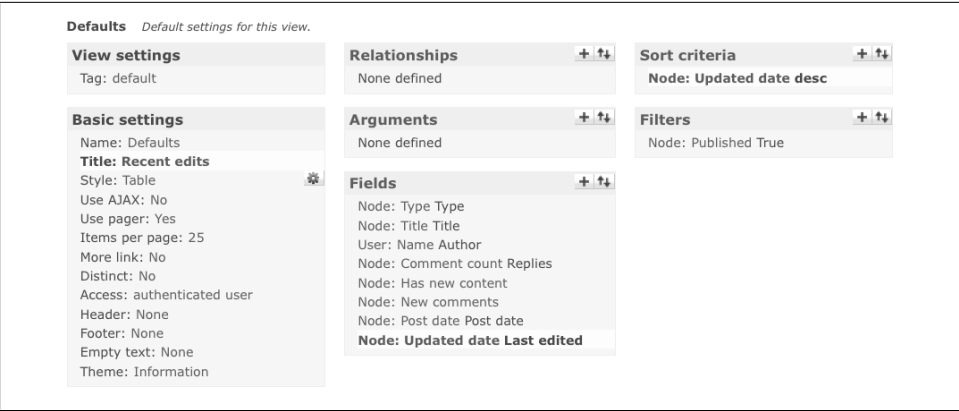 Defaults Default settings for this view.
View settings
Tag: default
Basic settings
Name: Defaults
Title: Recent edits
Style: Table
Use AJAX: No
Use pager: Yes
Items per page: 25
More link: No
Distinct: No
Access: authenticated user
Header: None
Footer: None
Empty text: None
Theme: Information
Relationships
None defined
Arguments
None defined
Fields
Node: Type Type
Node: Title Title
User: Name Author
Node: Comment count Replies
Node: Has new content
Node: New comments
Node: Post date Post date
Node: Updated date Last edited
Sort criteria
Node: Updated date desc
Filters
Node: Published True